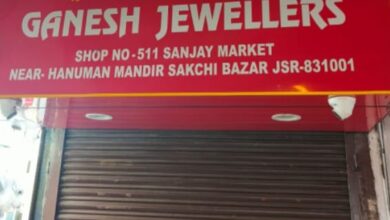 GANESH JEWELLERS
SHOP NO-511 SANJAY MARKET
NEAR- HANUMAN MANDIR SAKCHI BAZAR JSR-831001